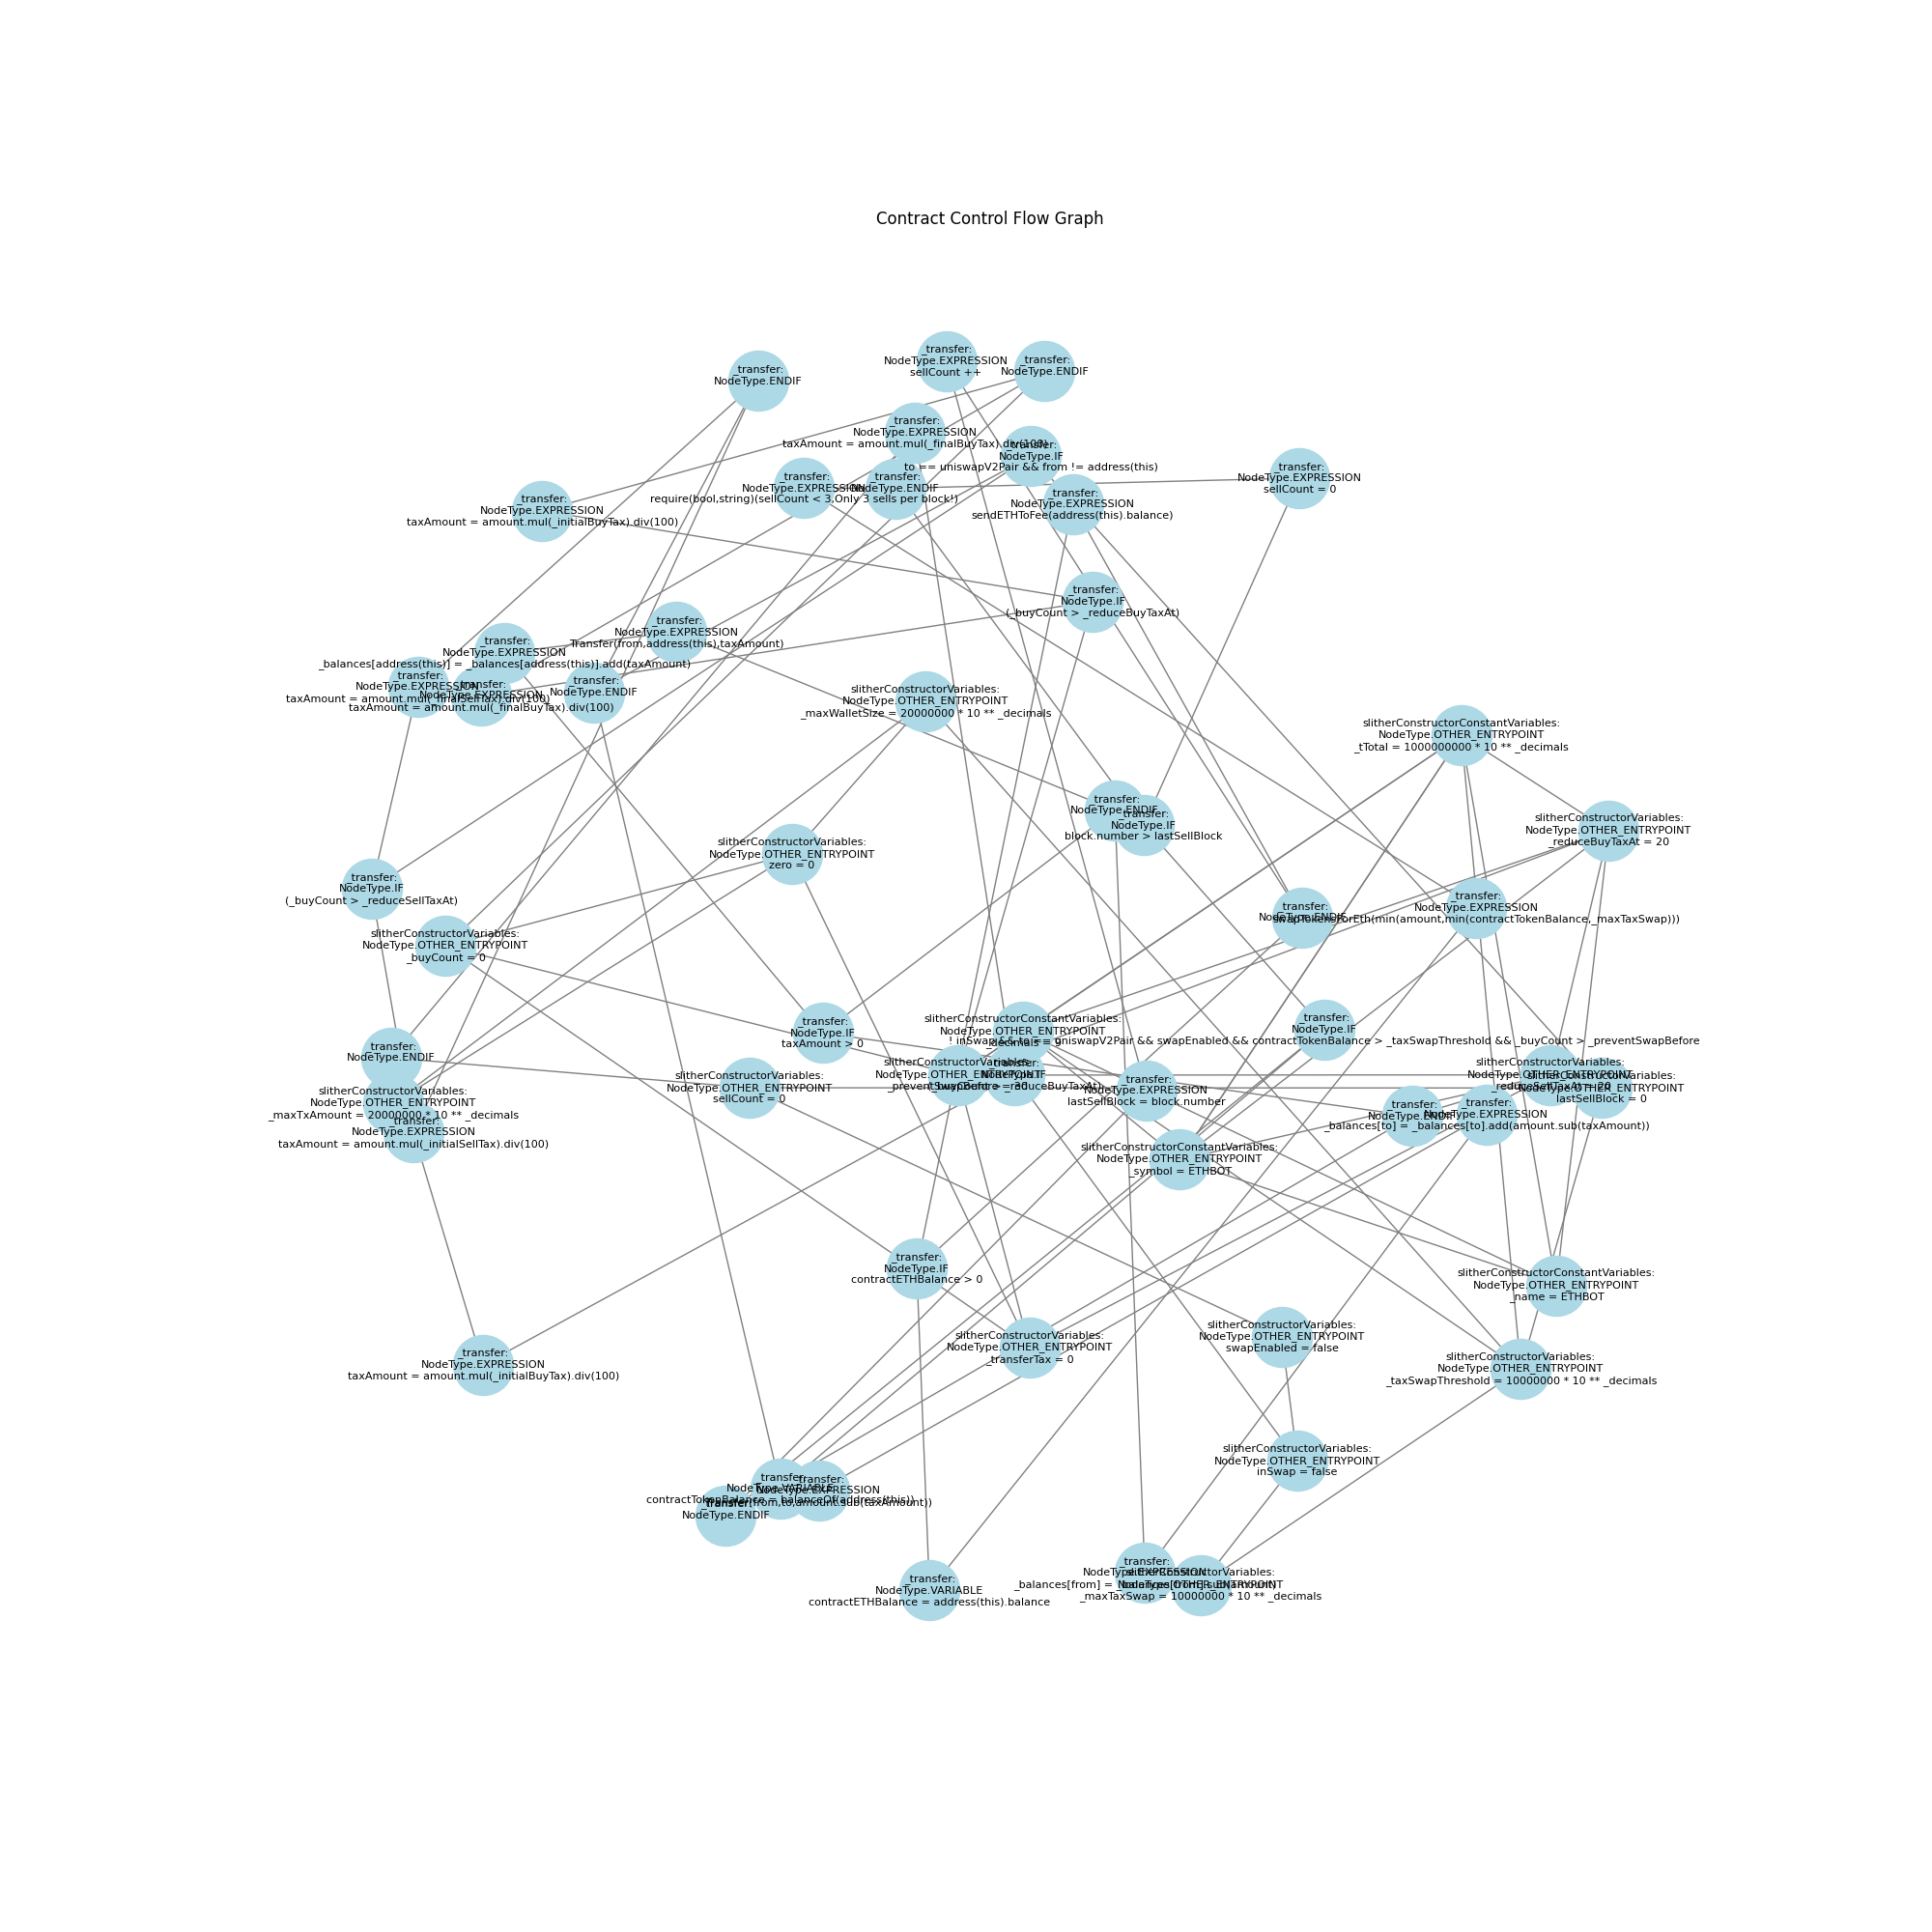 Contract Control Flow Graph
_transfer:
NodeType.EXPRESSION
sellCount ++
_transfer:
NodeType.ENDIF
_transfer:
NodeType.ENDIF
_transfer:
NodeType.EXPRESSION
taxAmount = amount.mul(_finalBuyTax).div(100)
_transfer:
NodeType.IF
to == uniswapV2Pair && from != address(this)
_transfer:
NodeType.EXPRESSION
require(bool,string)(sellCount < 3,Only 3 sells per block!)
_transfer:
NodeType.ENDIF
_transfer:
NodeType.EXPRESSION
sellCount = 0
_transfer:
NodeType.EXPRESSION
taxAmount = amount.mul(_initialBuyTax).div(100)
_transfer:
NodeType.EXPRESSION
sendETHToFee(address(this).balance)
_transfer:
NodeType.IF
(_buyCount > _reduceBuyTaxAt)
_transfer:
NodeType.EXPRESSION
Transfer(from,address(this),taxAmount)
_transfer:
NodeType.EXPRESSION
_balances[address(this)] = _balances[address(this)].add(taxAmount)
_transfer:
NodeType.EXPRESSION
taxAmount = amount.mul(_finalSellTax).div(100)
_transfer:
NodeType.EXPRESSION
taxAmount = amount.mul(_finalBuyTax).div(100)
_transfer:
NodeType.ENDIF
slitherConstructorVariables:
NodeType.OTHER_ENTRYPOINT
_maxWalletSize = 20000000 * 10 ** _decimals
slitherConstructorConstantVariables:
NodeType.OTHER_ENTRYPOINT
_tTotal = 1000000000 * 10 ** _decimals
_transfer:
NodeType.ENDIF
_transfer:
NodeType.IF
block.number > lastSellBlock
slitherConstructorVariables:
NodeType.OTHER_ENTRYPOINT
_reduceBuyTaxAt = 20
slitherConstructorVariables:
NodeType.OTHER_ENTRYPOINT
zero = 0
_transfer:
NodeType.IF
(_buyCount > _reduceSellTaxAt)
_transfer:
NodeType.ENDIF
_transfer:
NodeType.EXPRESSION
swapTokensForEth(min(amount,min(contractTokenBalance,_maxTaxSwap)))
slitherConstructorVariables:
NodeType.OTHER_ENTRYPOINT
_buyCount = 0
_transfer:
NodeType.IF
taxAmount > 0
slitherConstructorConstantVariables:
NodeType.OTHER_ENTRYPOINT
_transfer:
NodeType.IF
! inSwap && to == uniswapV2Pair && swapEnabled && contractTokenBalance > _taxSwapThreshold && _buyCount > _preventSwapBefore
_transfer:
NodeType.ENDIF
slitherConstructorVariables:
NodeType.OTHER_ENTRYPOINT
sellCount = 0
slitherConstructorVariables:
NodeType.OTHER_ENTRYPOINT
_transfer:
NodeType.IF
_transfer:
NodeType.EXPRESSION
lastSellBlock = block.number
slitherConstructorVariables:
NodeType.OTHER_ENTRYPOINT
slitherConstructorVariables:
NodeType.OTHER_ENTRYPOINT
lastSellBlock = 0
slitherConstructorVariables:
NodeType.OTHER_ENTRYPOINT
_maxTxAmount = 20000000 * 10 ** _decimals
_transfer:
NodeType.EXPRESSION
taxAmount = amount.mul(_initialSellTax).div(100)
_transfer:
NodeType.ENDIF
_transfer:
NodeType.EXPRESSION
_balances[to] = _balances[to].add(amount.sub(taxAmount))
slitherConstructorConstantVariables:
NodeType.OTHER_ENTRYPOINT
_symbol = ETHBOT
_transfer:
NodeType.IF
contractETHBalance > 0
slitherConstructorConstantVariables:
NodeType.OTHER_ENTRYPOINT
_name = ETHBOT
slitherConstructorVariables:
NodeType.OTHER_ENTRYPOINT
_transferTax = 0
slitherConstructorVariables:
NodeType.OTHER_ENTRYPOINT
swapEnabled = false
_transfer:
NodeType.EXPRESSION
taxAmount = amount.mul(_initialBuyTax).div(100)
slitherConstructorVariables:
NodeType.OTHER_ENTRYPOINT
_taxSwapThreshold = 10000000 * 10 ** _decimals
slitherConstructorVariables:
NodeType.OTHER_ENTRYPOINT
inSwap = false
_transfer:
NodeType.VARIABLE
contractTokenBalance = balanceOf(address(this))
_transfer:
NodeType.EXPRESSION
Transfer(from,to,amount.sub(taxAmount))
NodeType.ENDIF
_transfer:
NodeType.VARIABLE
contractETHBalance = address(this).balance
_transfer:
NodeType.EXPRESSION
_balances[from] = _balances[from].sub(amount)
slitherConstructorVariables:
NodeType.OTHER_ENTRYPOINT
_maxTaxSwap = 10000000 * 10 ** _decimals